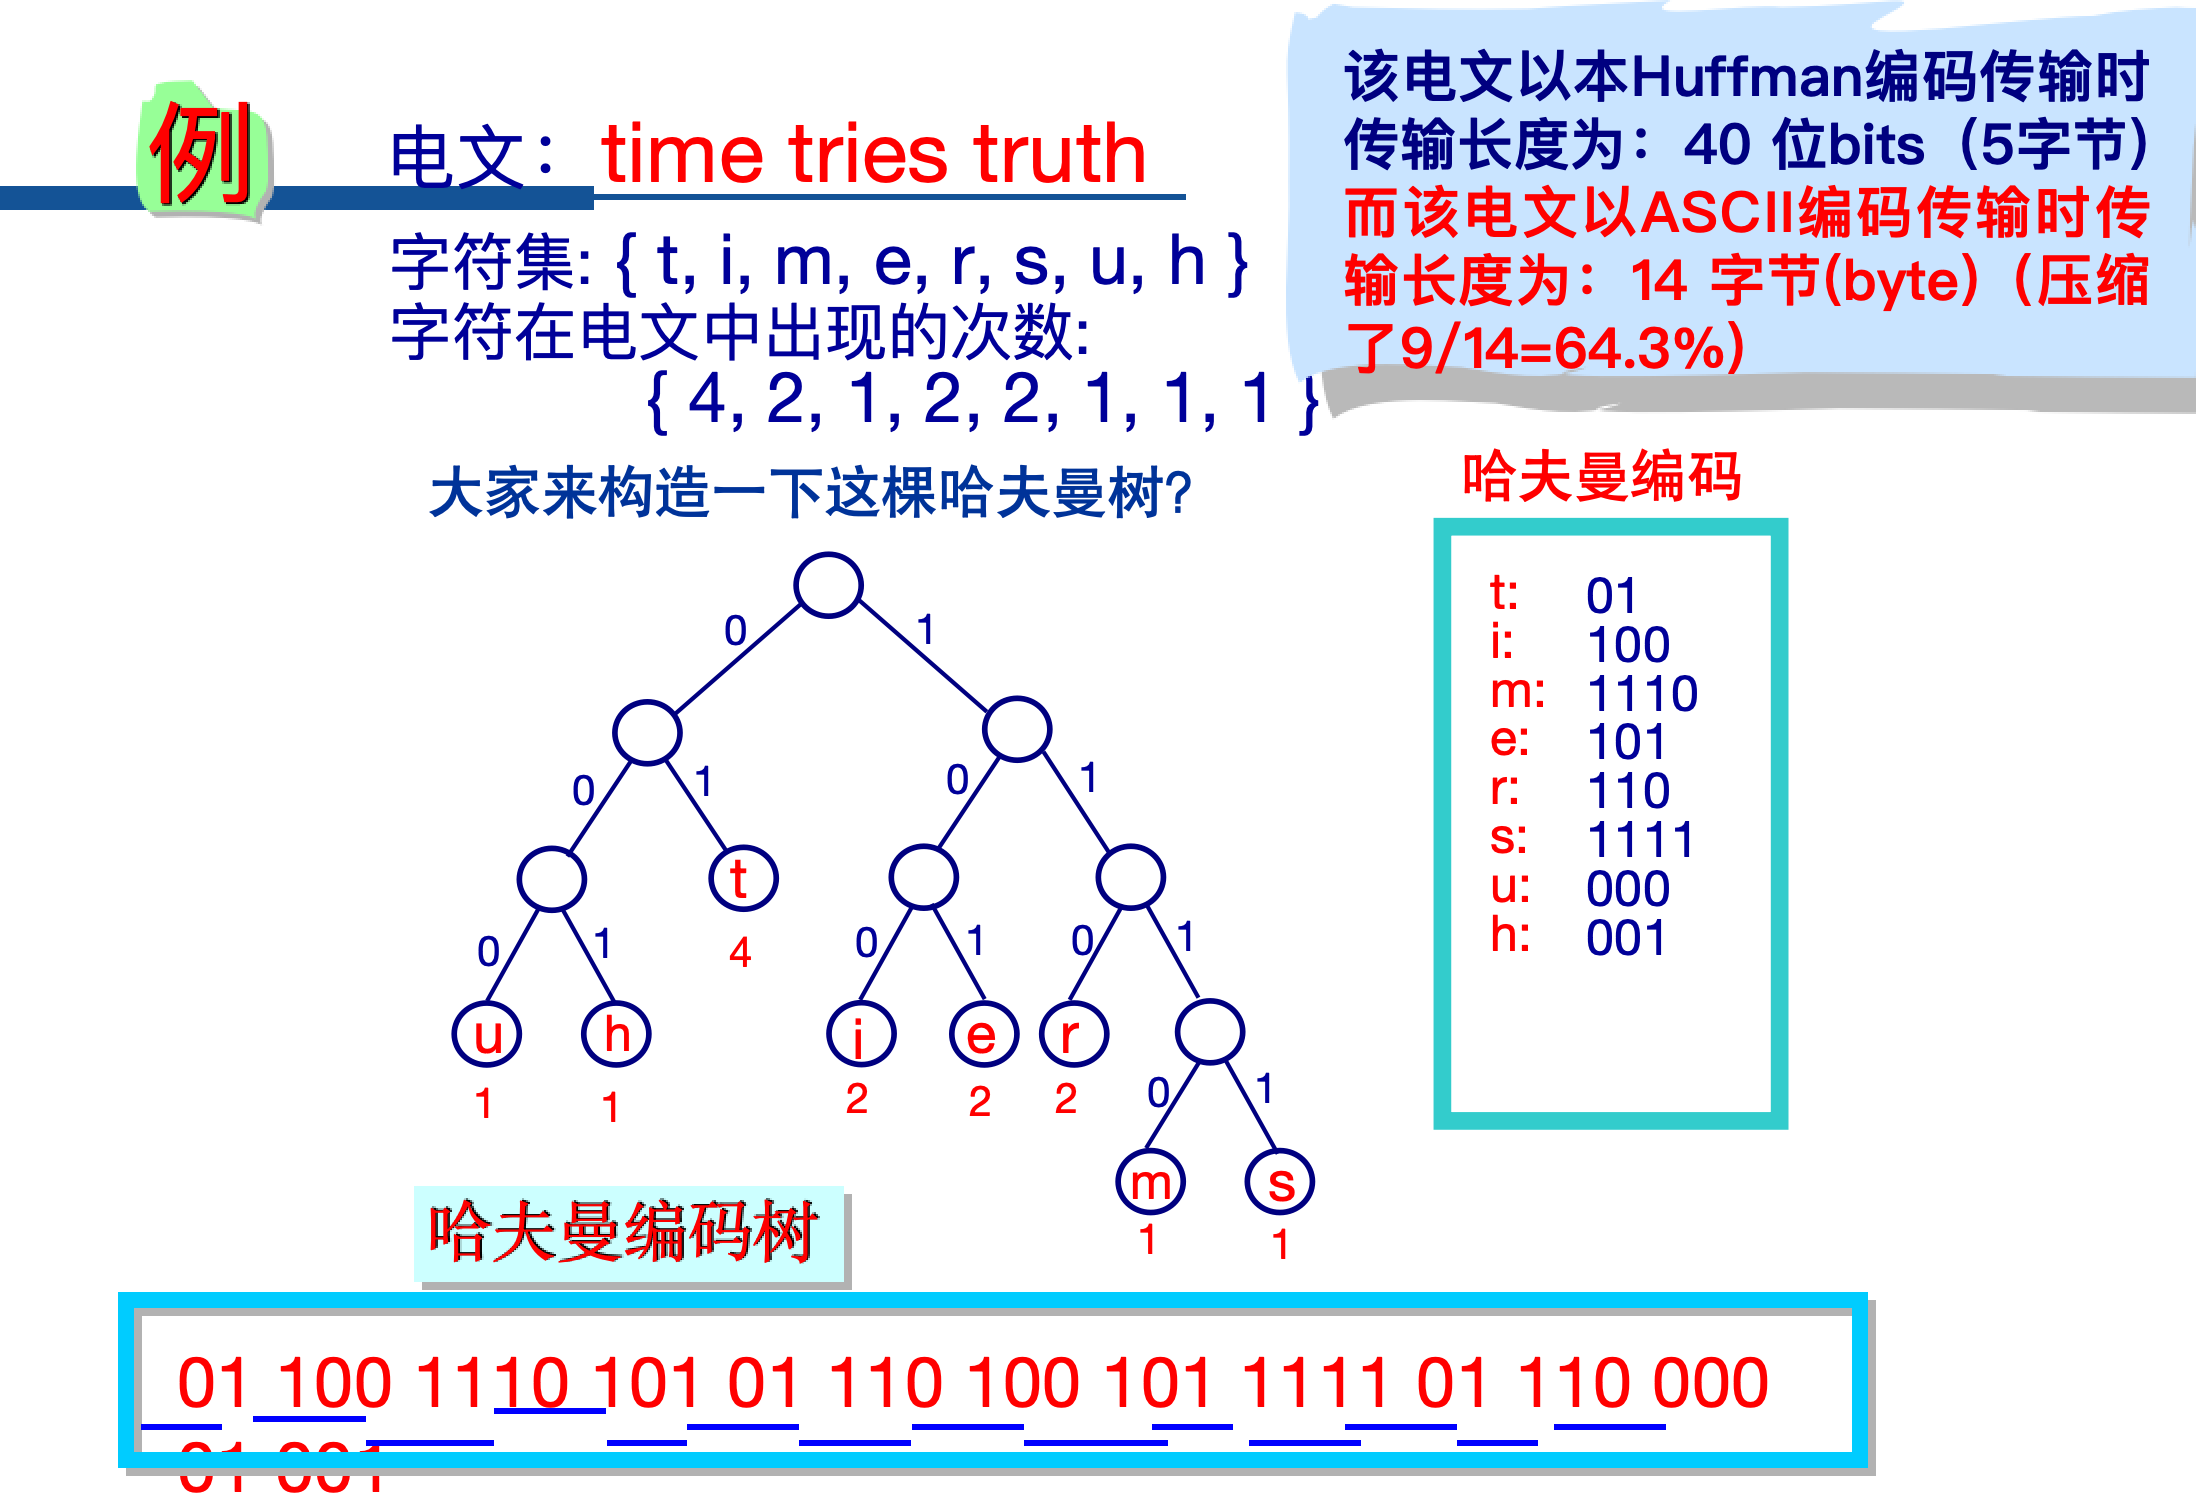 例
电文：time tries truth
字符集: { t, i, m, e, r, s, u, h }
字符在电文中出现的次数:
{ 4, 2, 1, 2, 2, 1, 1, 1 }
该电文以本Huffman编码传输时
传输长度为：40 位bits（5字节）
而该电文以ASCII编码传输时传
输长度为：14 字节(byte)（压缩
了9/14=64.3%）
大家来构造一下这棵哈夫曼树?
哈夫曼编码
t: 01
i: 100
m: 1110
e: 101
r: 110
s: 1111
u: 000
h: 001
0 1
0 1 0 1
t
4
0 1 0 1 0 1
u h i e r
1 1 2 2 2
0 1
m s
1 1
哈夫曼编码树
01 100 1110 101 01 110 100 101 1111 01 110 000
01 001